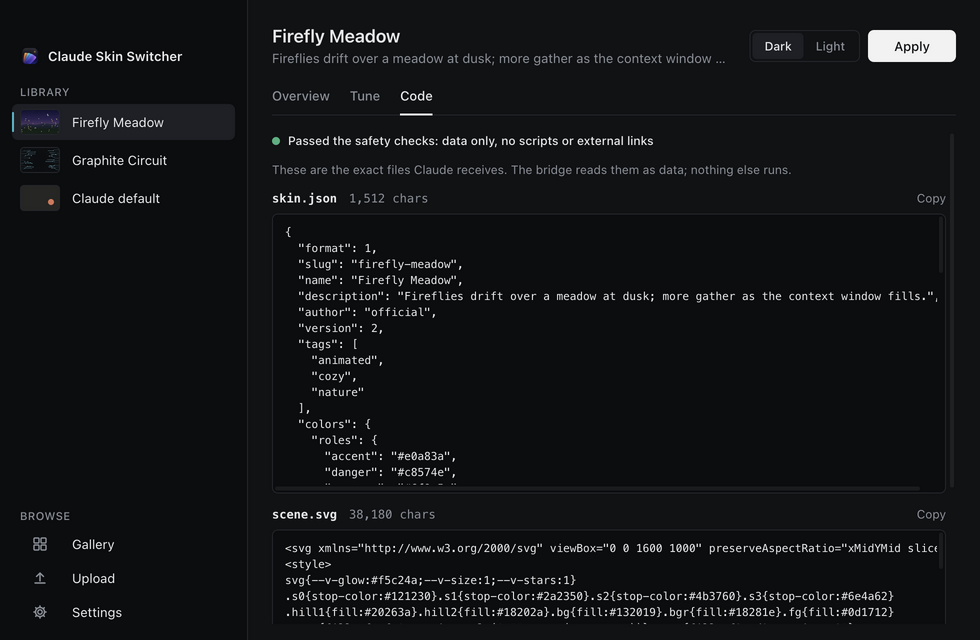 Claude Skin Switcher
LIBRARY
Firefly Meadow
Graphite Circuit
Claude default
BROWSE
Gallery
Upload
Settings
Firefly Meadow
Fireflies drift over a meadow at dusk; more gather as the context window ...
Dark
Light
Apply
Overview
Tune
Code
Passed the safety checks: data only, no scripts or external links
These are the exact files Claude receives. The bridge reads them as data; nothing else runs.
skin.json 1,512 chars
Copy
{
"format": 1,
"slug": "firefly-meadow",
"name": "Firefly Meadow",
"description": "Fireflies drift over a meadow at dusk; more gather as the context window fills.",
"author": "official",
"version": 2,
"tags": [
"animated",
"cozy",
"nature"
],
"colors": {
"roles": {
"accent": "#e0a83a",
"danger": "#c8574e",
scene.svg 38,180 chars
Copy
<svg xmlns="http://www.w3.org/2000/svg" viewBox="0 0 1600 1000" preserveAspectRatio="xMidYMid slice
<style>
svg{--v-glow:#f5c24a;--v-size:1;--v-stars:1}
.s0{stop-color:#121230}.s1{stop-color:#2a2350}.s2{stop-color:#4b3760}.s3{stop-color:#6e4a62}
.hill1{fill:#20263a}.hill2{fill:#18202a}.bg{fill:#132019}.bgr{fill:#18281e}.fg{fill:#0d1712}